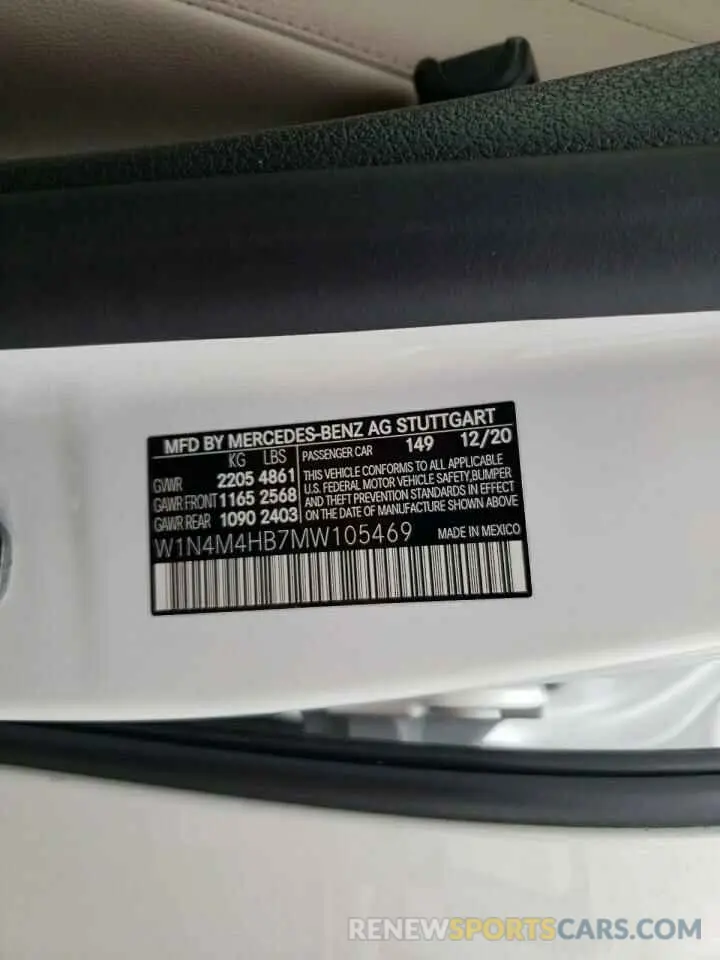 MFD BY MERCEDES-BENZ AG STUTTGART
KG LBS
GVWR 2205 4861
GAWR FRONT 1165 2568
GAWR REAR 1090 2403
PASSENGER CAR 149 12/20
THIS VEHICLE CONFORMS TO ALL APPLICABLE
U.S. FEDERAL MOTOR VEHICLE SAFETY, BUMPER
AND THEFT PREVENTION STANDARDS IN EFFECT
ON THE DATE OF MANUFACTURE SHOWN ABOVE
W1N4M4HB7MW105469 MADE IN MEXICO
RENEWSPORTSCARS.COM